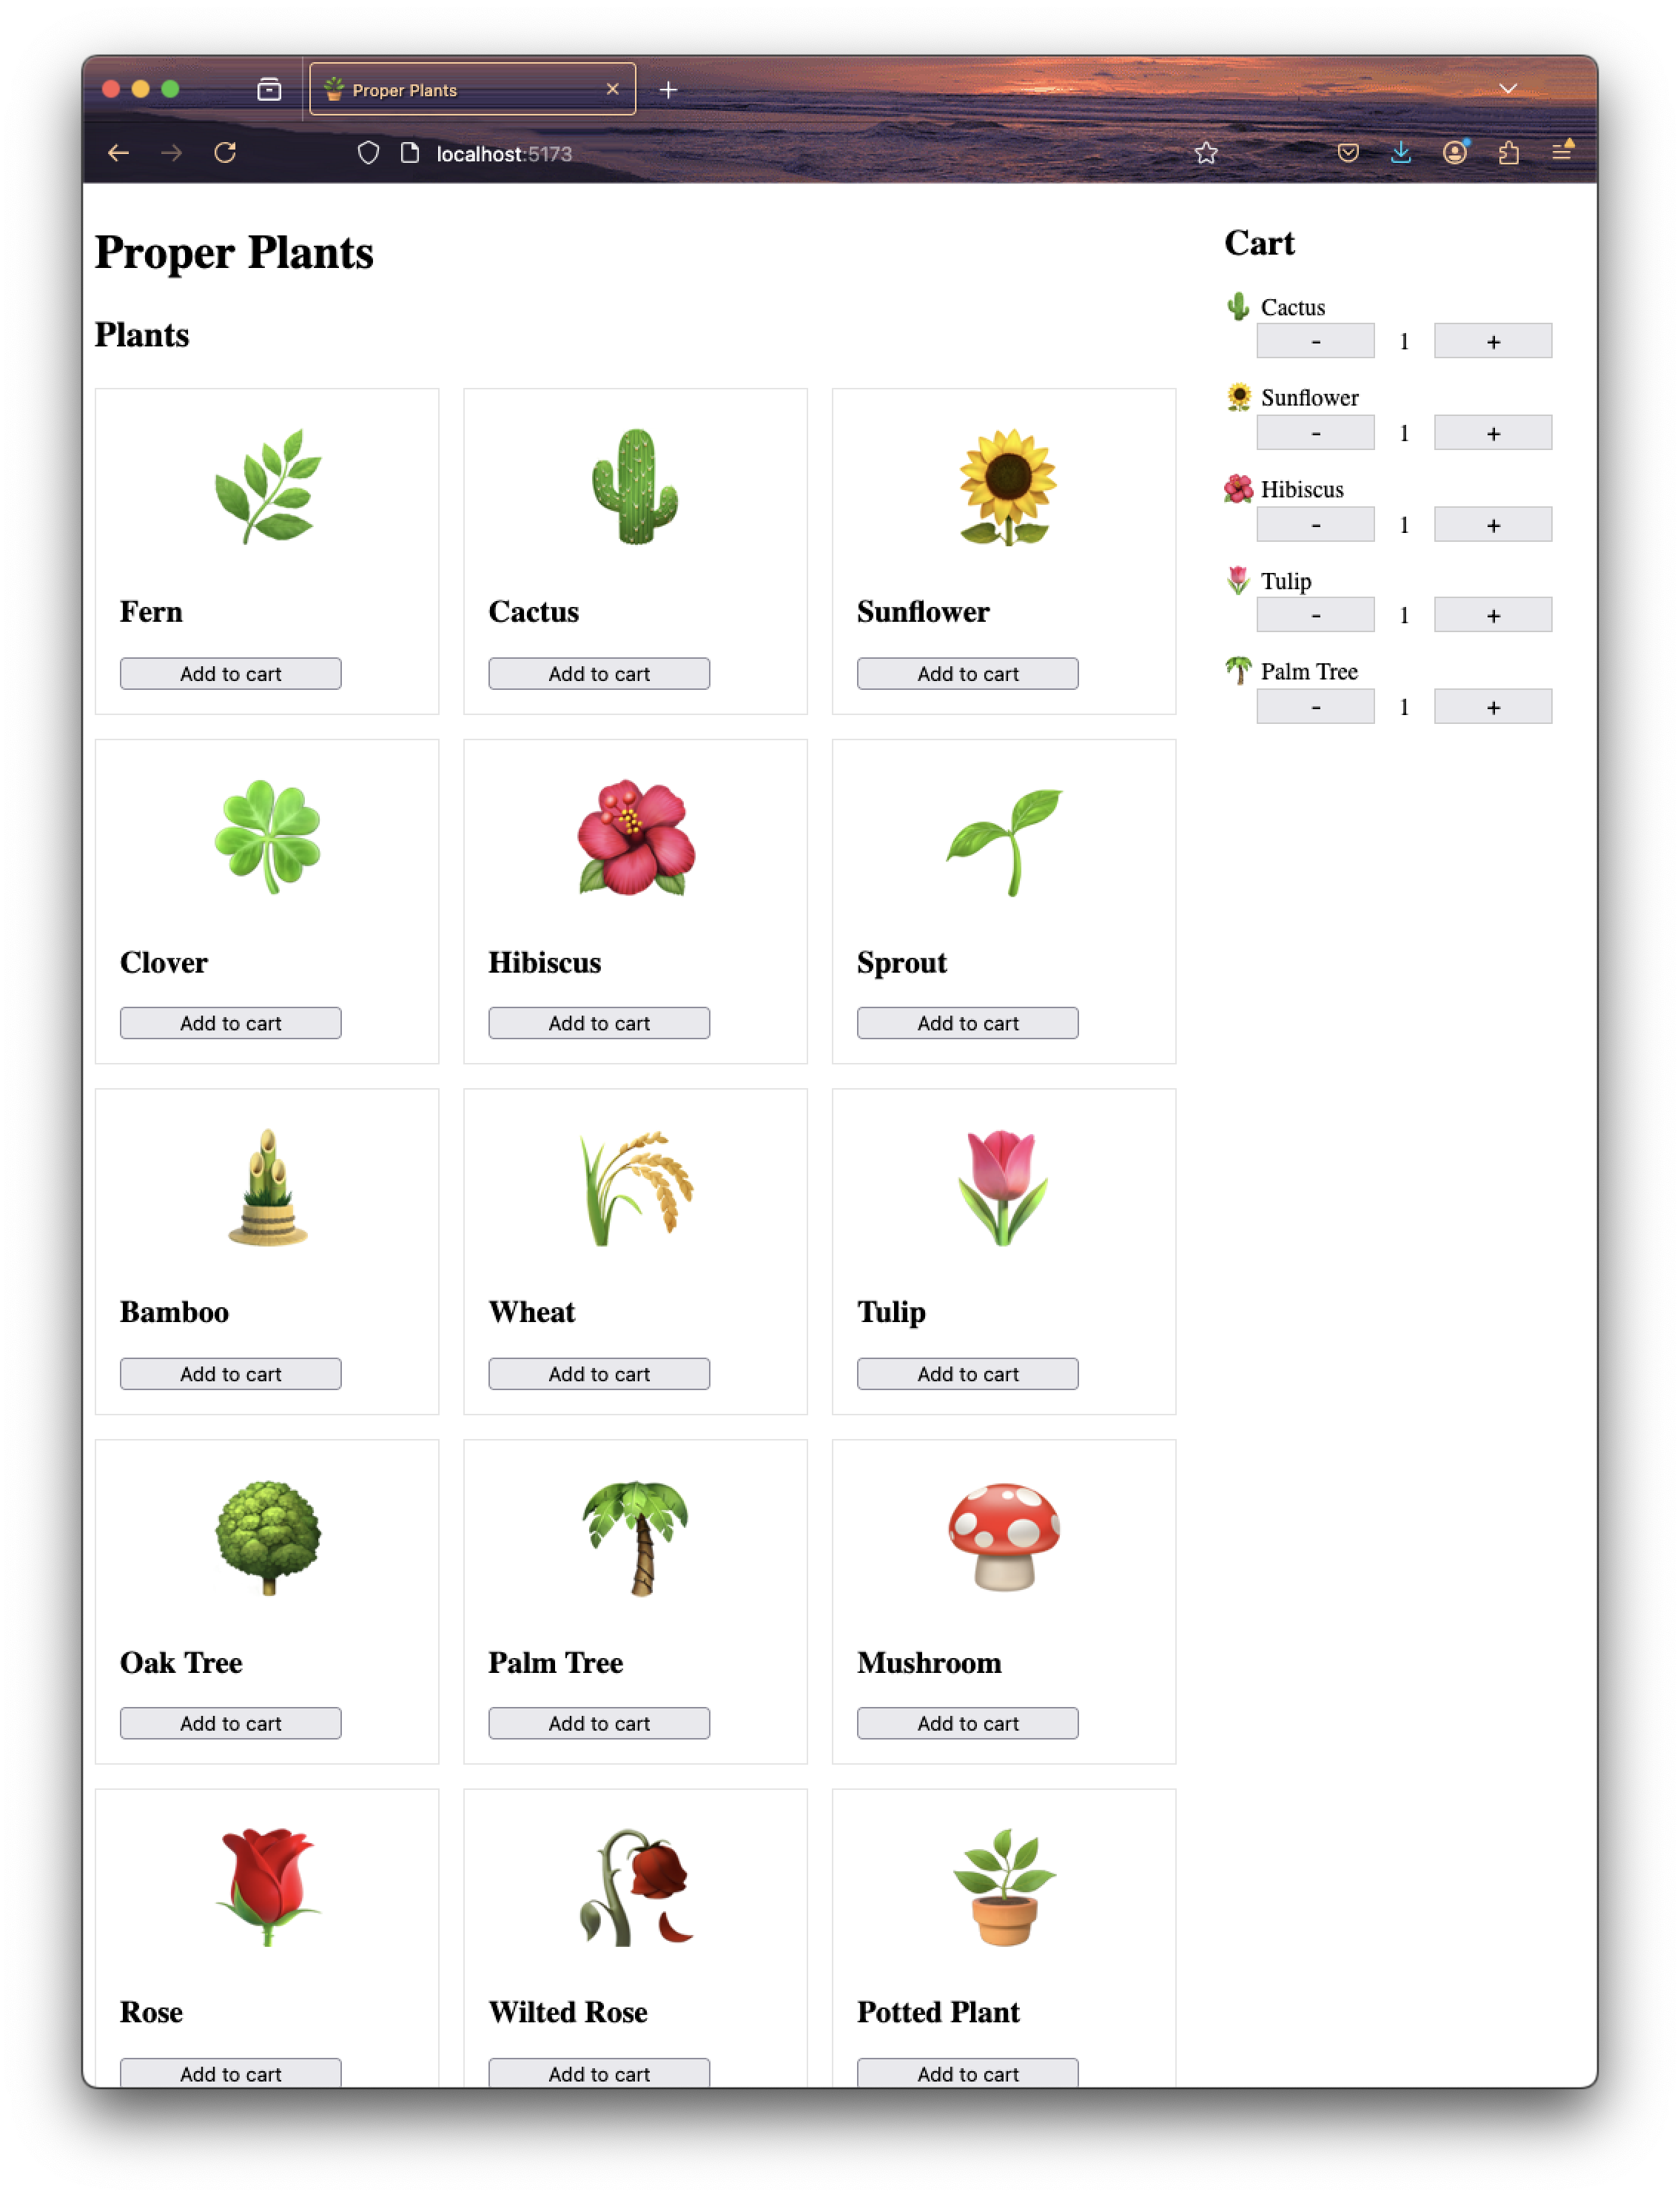 Proper Plants
localhost:5173
Proper Plants
Plants
Fern
Add to cart
Cactus
Add to cart
Sunflower
Add to cart
Clover
Add to cart
Hibiscus
Add to cart
Sprout
Add to cart
Bamboo
Add to cart
Wheat
Add to cart
Tulip
Add to cart
Oak Tree
Add to cart
Palm Tree
Add to cart
Mushroom
Add to cart
Rose
Add to cart
Wilted Rose
Add to cart
Potted Plant
Add to cart
Cart
Cactus
- 1 +
Sunflower
- 1 +
Hibiscus
- 1 +
Tulip
- 1 +
Palm Tree
- 1 +